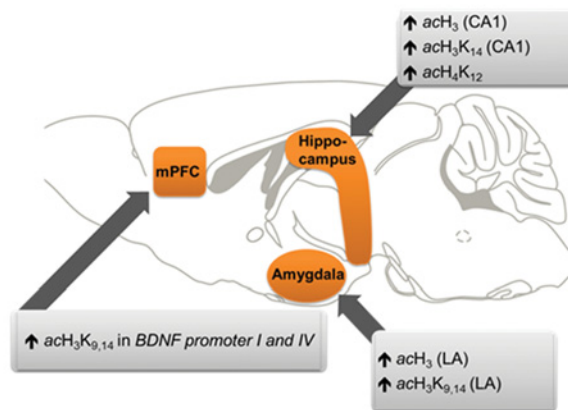 ↑ acH₃ (CA1)
↑ acH₃K₁₄ (CA1)
↑ acH₄K₁₂
Hippo-
campus
mPFC
Amygdala
↑ acH₃K₉,₁₄ in BDNF promoter I and IV
↑ acH₃ (LA)
↑ acH₃K₉,₁₄ (LA)